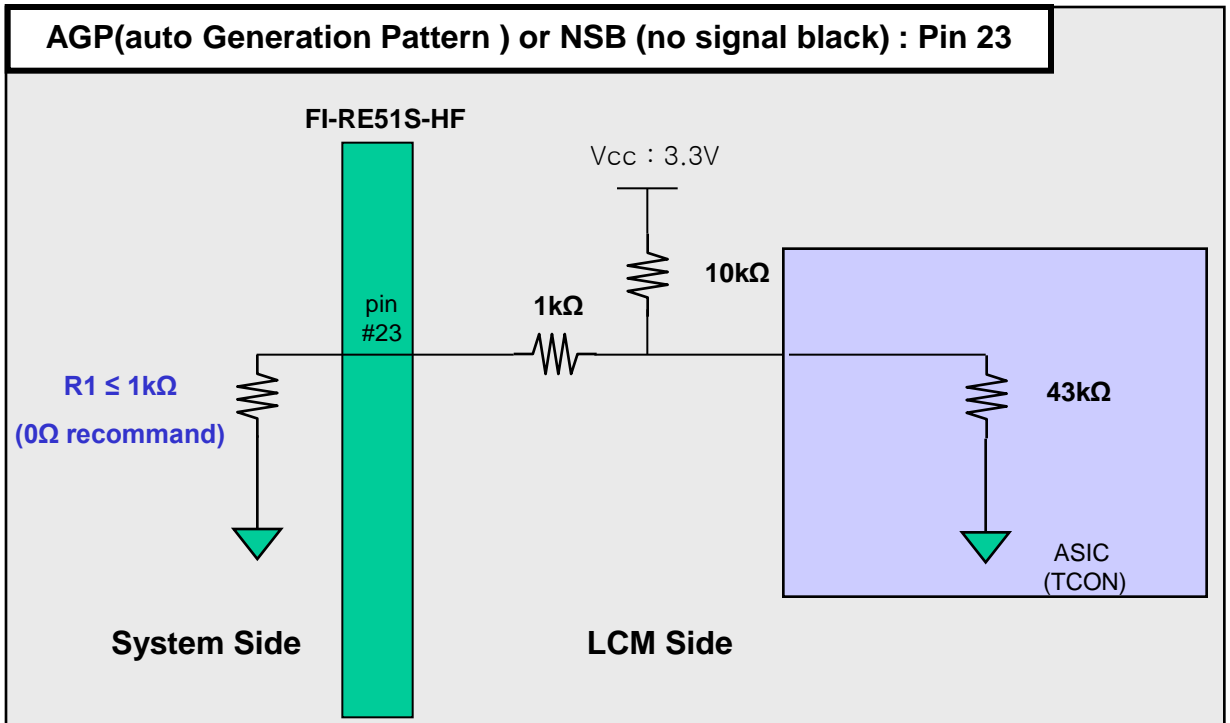 AGP(auto Generation Pattern ) or NSB (no signal black) : Pin 23
FI-RE51S-HF
Vcc : 3.3V
10kΩ
1kΩ
pin
#23
R1 ≤ 1kΩ
(0Ω recommand)
43kΩ
ASIC
(TCON)
System Side
LCM Side